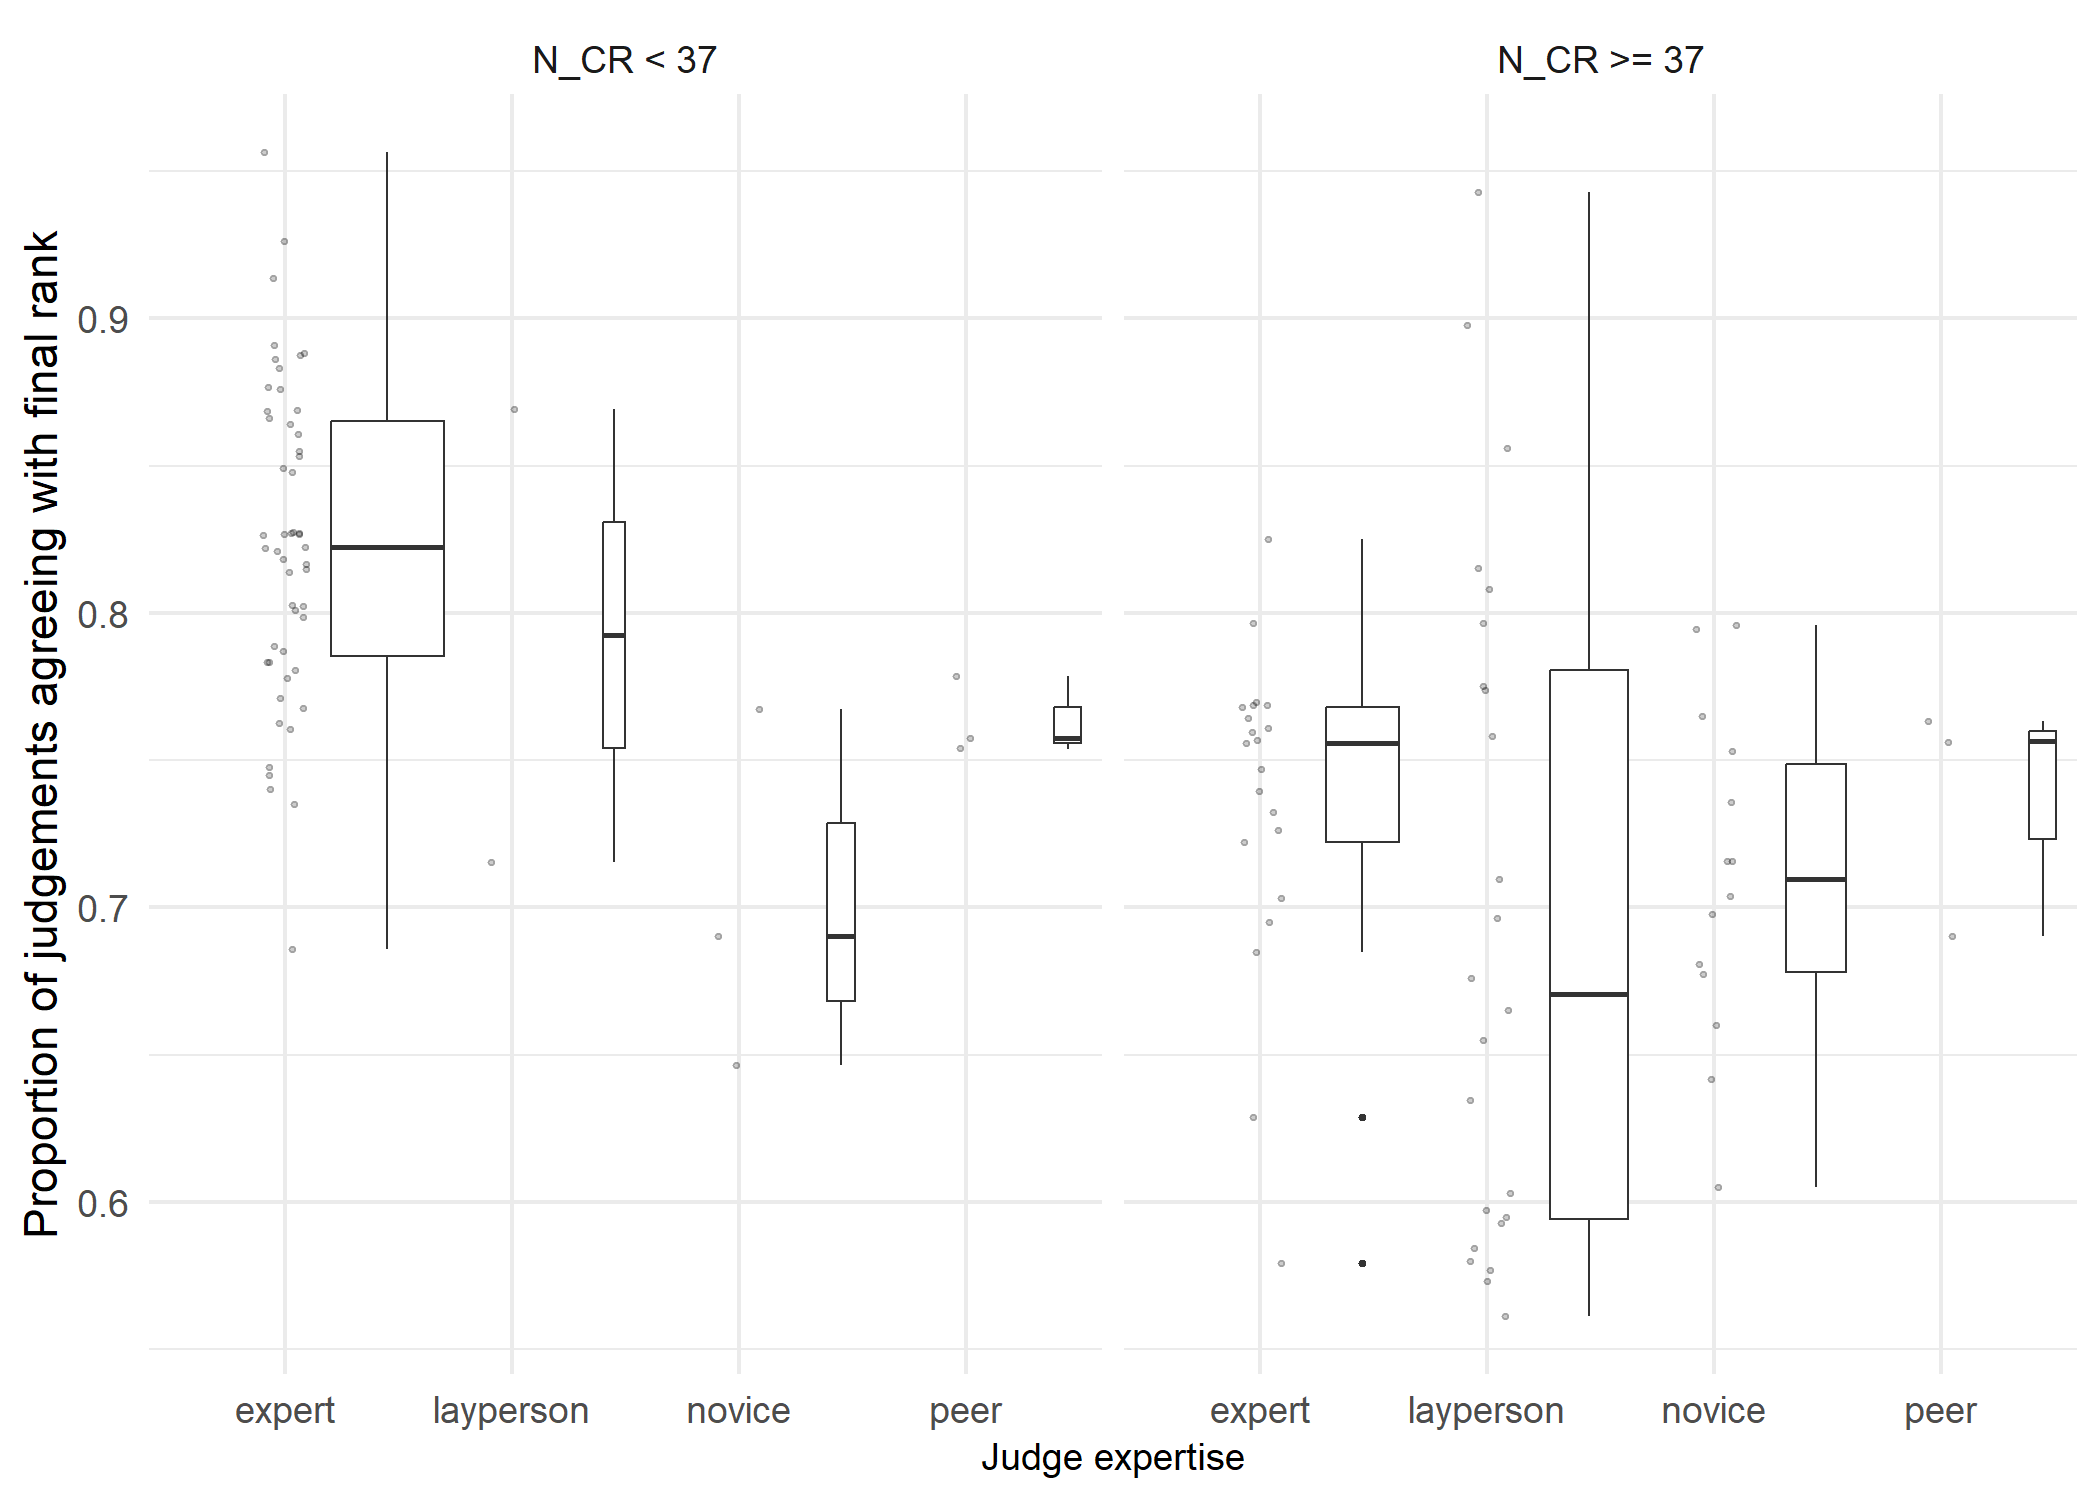 N_CR < 37
N_CR >= 37
Proportion of judgements agreeing with final rank
0.9
0.8
0.7
0.6
expert layperson novice peer
expert layperson novice peer
Judge expertise